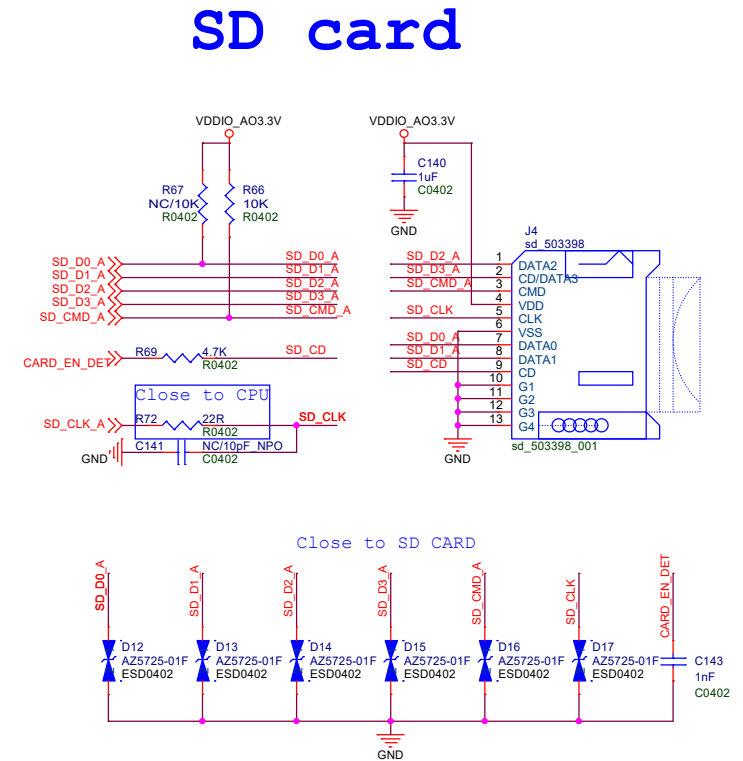 SD card
VDDIO_AO3.3V
VDDIO_AO3.3V
C140
1uF
C0402
GND
R67
NC/10K
R0402
R66
10K
R0402
SD_D0_A
SD_D1_A
SD_D2_A
SD_D3_A
SD_CMD_A
SD_D0_A
SD_D1_A
SD_D2_A
SD_D3_A
SD_CMD_A
CARD_EN_DET
R69
4.7K
R0402
SD_CD
Close to CPU
SD_CLK_A
R72
22R
R0402
SD_CLK
GND
C141
NC/10pF_NPO
C0402
J4
sd_503398
SD_D2_A
1
DATA2
SD_D3_A
2
CD/DATA3
SD_CMD_A
3
CMD
4
VDD
SD_CLK
5
CLK
6
VSS
SD_D0_A
7
DATA0
SD_D1_A
8
DATA1
SD_CD
9
CD
10
G1
11
G2
12
G3
13
G4
sd_503398_001
GND
Close to SD CARD
SD_D0_A
SD_D1_A
SD_D2_A
SD_D3_A
SD_CMD_A
SD_CLK
CARD_EN_DET
D12
AZ5725-01F
ESD0402
D13
AZ5725-01F
ESD0402
D14
AZ5725-01F
ESD0402
D15
AZ5725-01F
ESD0402
D16
AZ5725-01F
ESD0402
D17
AZ5725-01F
ESD0402
C143
1nF
C0402
GND